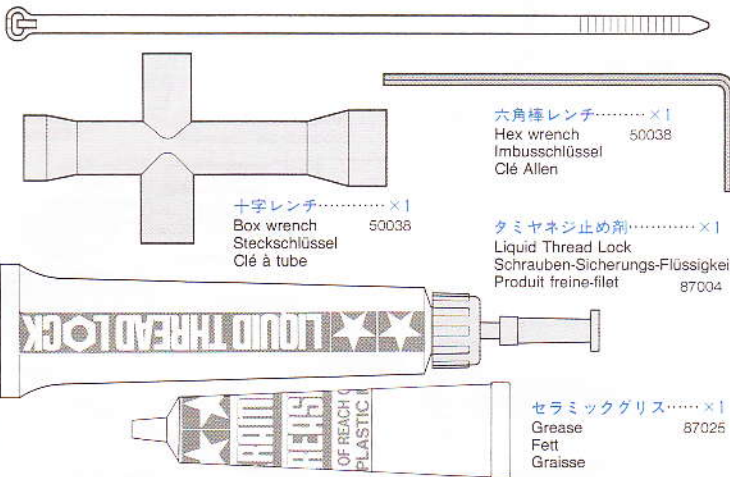 六角棒レンチ………×1
Hex wrench 50038
Imbusschlüssel
Clé Allen
十字レンチ…………×1
Box wrench 50038
Steckschlüssel
Clé à tube
タミヤネジ止め剤…………×1
Liquid Thread Lock
Schrauben-Sicherungs-Flüssigkei
Produit freine-filet 87004
LIQUID THREAD LOCK
セラミックグリス……×1
Grease 87025
Fett
Graisse
OF REACH
PLASTIC